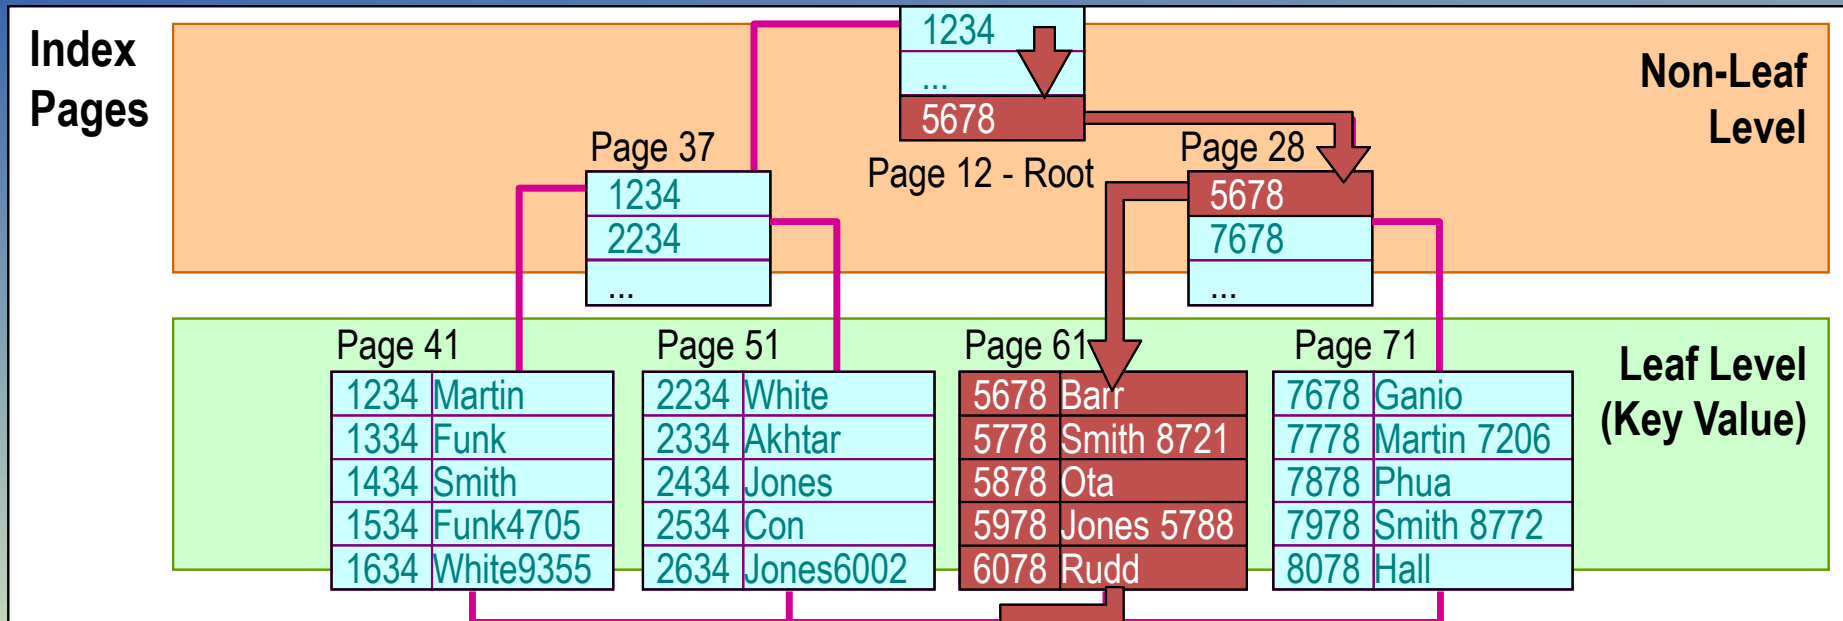 Index
Pages
Non-Leaf
Level
1234
...
5678
Page 12 - Root
Page 37
1234
2234
...
Page 28
5678
7678
...
Leaf Level
(Key Value)
Page 41
1234 Martin
1334 Funk
1434 Smith
1534 Funk4705
1634 White9355
Page 51
2234 White
2334 Akhtar
2434 Jones
2534 Con
2634 Jones6002
Page 61
5678 Barr
5778 Smith 8721
5878 Ota
5978 Jones 5788
6078 Rudd
Page 71
7678 Ganio
7778 Martin 7206
7878 Phua
7978 Smith 8772
8078 Hall